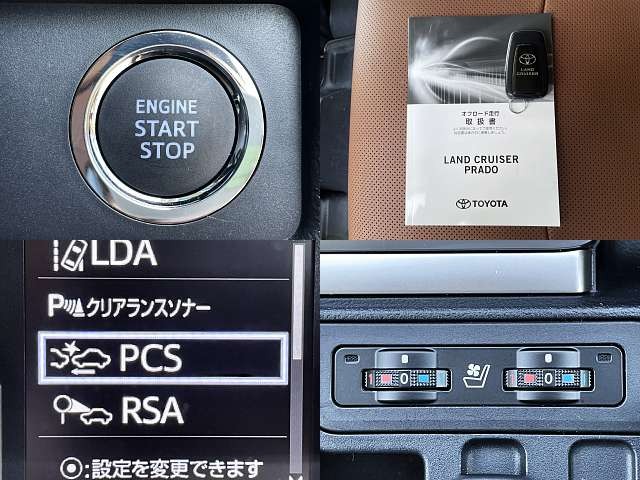 ENGINE
START
STOP
LAND
CRUISER
オフロード走行
取扱書
LAND CRUISER
PRADO
TOYOTA
LDA
P クリアランスソナー
PCS
RSA
:設定を変更できます
1 0
0